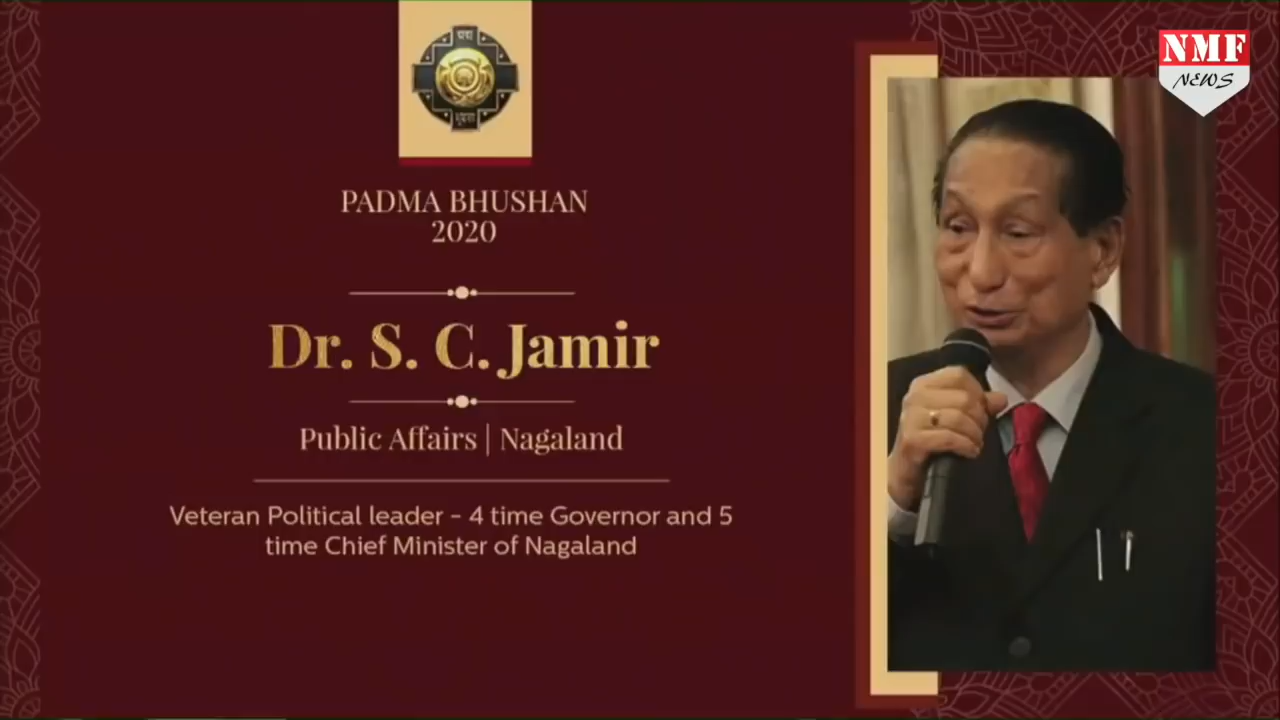 NMF
NEWS
PADMA BHUSHAN
2020
Dr. S. C. Jamir
Public Affairs | Nagaland
Veteran Political leader - 4 time Governor and 5
time Chief Minister of Nagaland